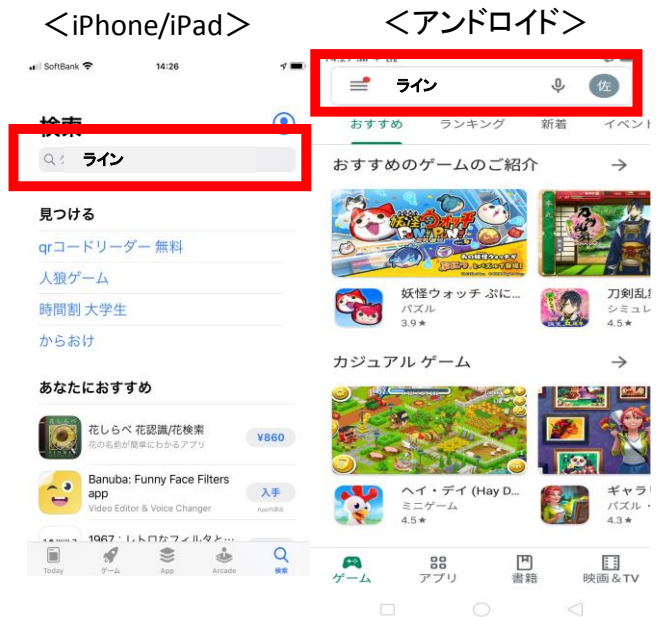 ＜iPhone/iPad＞
SoftBank
14:26
検索
ライン
見つける
qrコードリーダー 無料
人狼ゲーム
時間割 大学生
からおけ
あなたにおすすめ
花しらべ 花認識/花検索
花の名前が簡単にわかるアプリ
¥860
Banuba: Funny Face Filters
app
Video Editor & Voice Changer
入手
App内課金
1967：レトロなフィルタと…
Today
ゲーム
App
Arcade
検索
＜アンドロイド＞
ライン
佐
おすすめ
ランキング
新着
イベント
おすすめのゲームのご紹介
妖怪ウォッチ ぷに...
パズル
3.9★
刀剣乱
シミュレ
4.5★
カジュアル ゲーム
ヘイ・デイ (Hay D...
ミニゲーム
4.5★
ギャラ
パズル・
4.3★
ゲーム
アプリ
書籍
映画 & TV